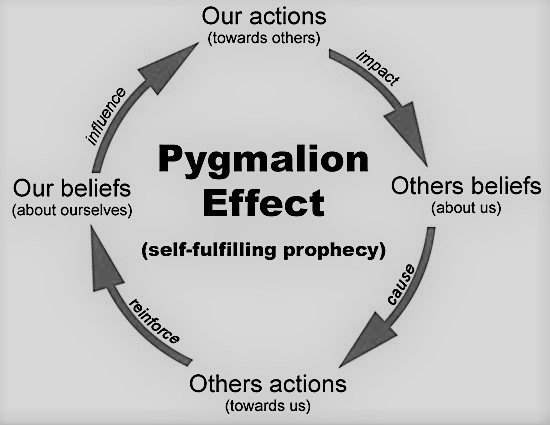 Our actions
(towards others)
impact
influence
Pygmalion
Effect
(self-fulfilling prophecy)
Our beliefs
(about ourselves)
Others beliefs
(about us)
cause
reinforce
Others actions
(towards us)